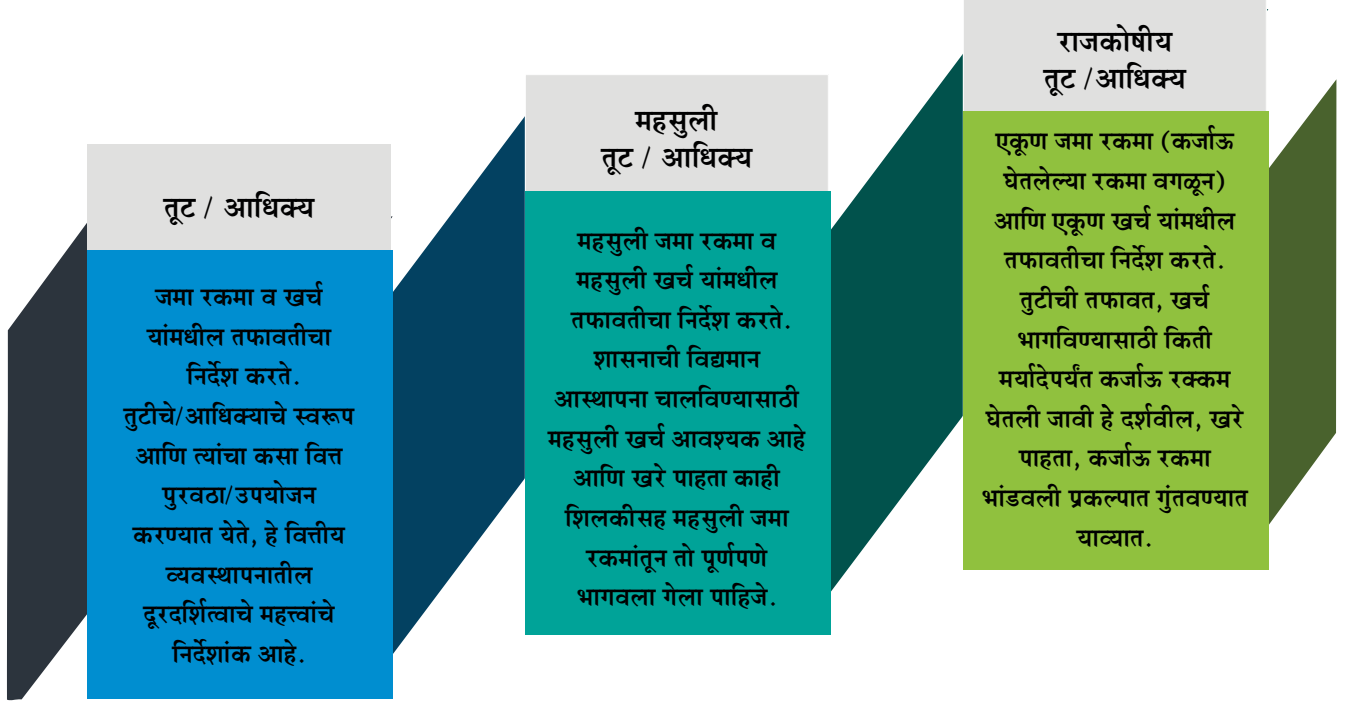 तूट / आधिक्य
जमा रकमा व खर्च
यांमधील तफावतीचा
निर्देश करते.
तुटीचे/आधिक्याचे स्वरूप
आणि त्यांचा कसा वित्त
पुरवठा/उपयोजन
करण्यात येते, हे वित्तीय
व्यवस्थापनातील
दूरदर्शित्वाचे महत्त्वांचे
निर्देशांक आहे.
महसुली
तूट / आधिक्य
महसुली जमा रकमा व
महसुली खर्च यांमधील
तफावतीचा निर्देश करते.
शासनाची विद्यमान
आस्थापना चालविण्यासाठी
महसुली खर्च आवश्यक आहे
आणि खरे पाहता काही
शिलकीसह महसुली जमा
रकमांतून तो पूर्णपणे
भागवला गेला पाहिजे.
राजकोषीय
तूट /आधिक्य
एकूण जमा रकमा (कर्जाऊ
घेतलेल्या रकमा वगळून)
आणि एकूण खर्च यांमधील
तफावतीचा निर्देश करते.
तुटीची तफावत, खर्च
भागविण्यासाठी किती
मर्यादेपर्यंत कर्जाऊ रक्कम
घेतली जावी हे दर्शवील, खरे
पाहता, कर्जाऊ रकमा
भांडवली प्रकल्पात गुंतवण्यात
याव्यात.